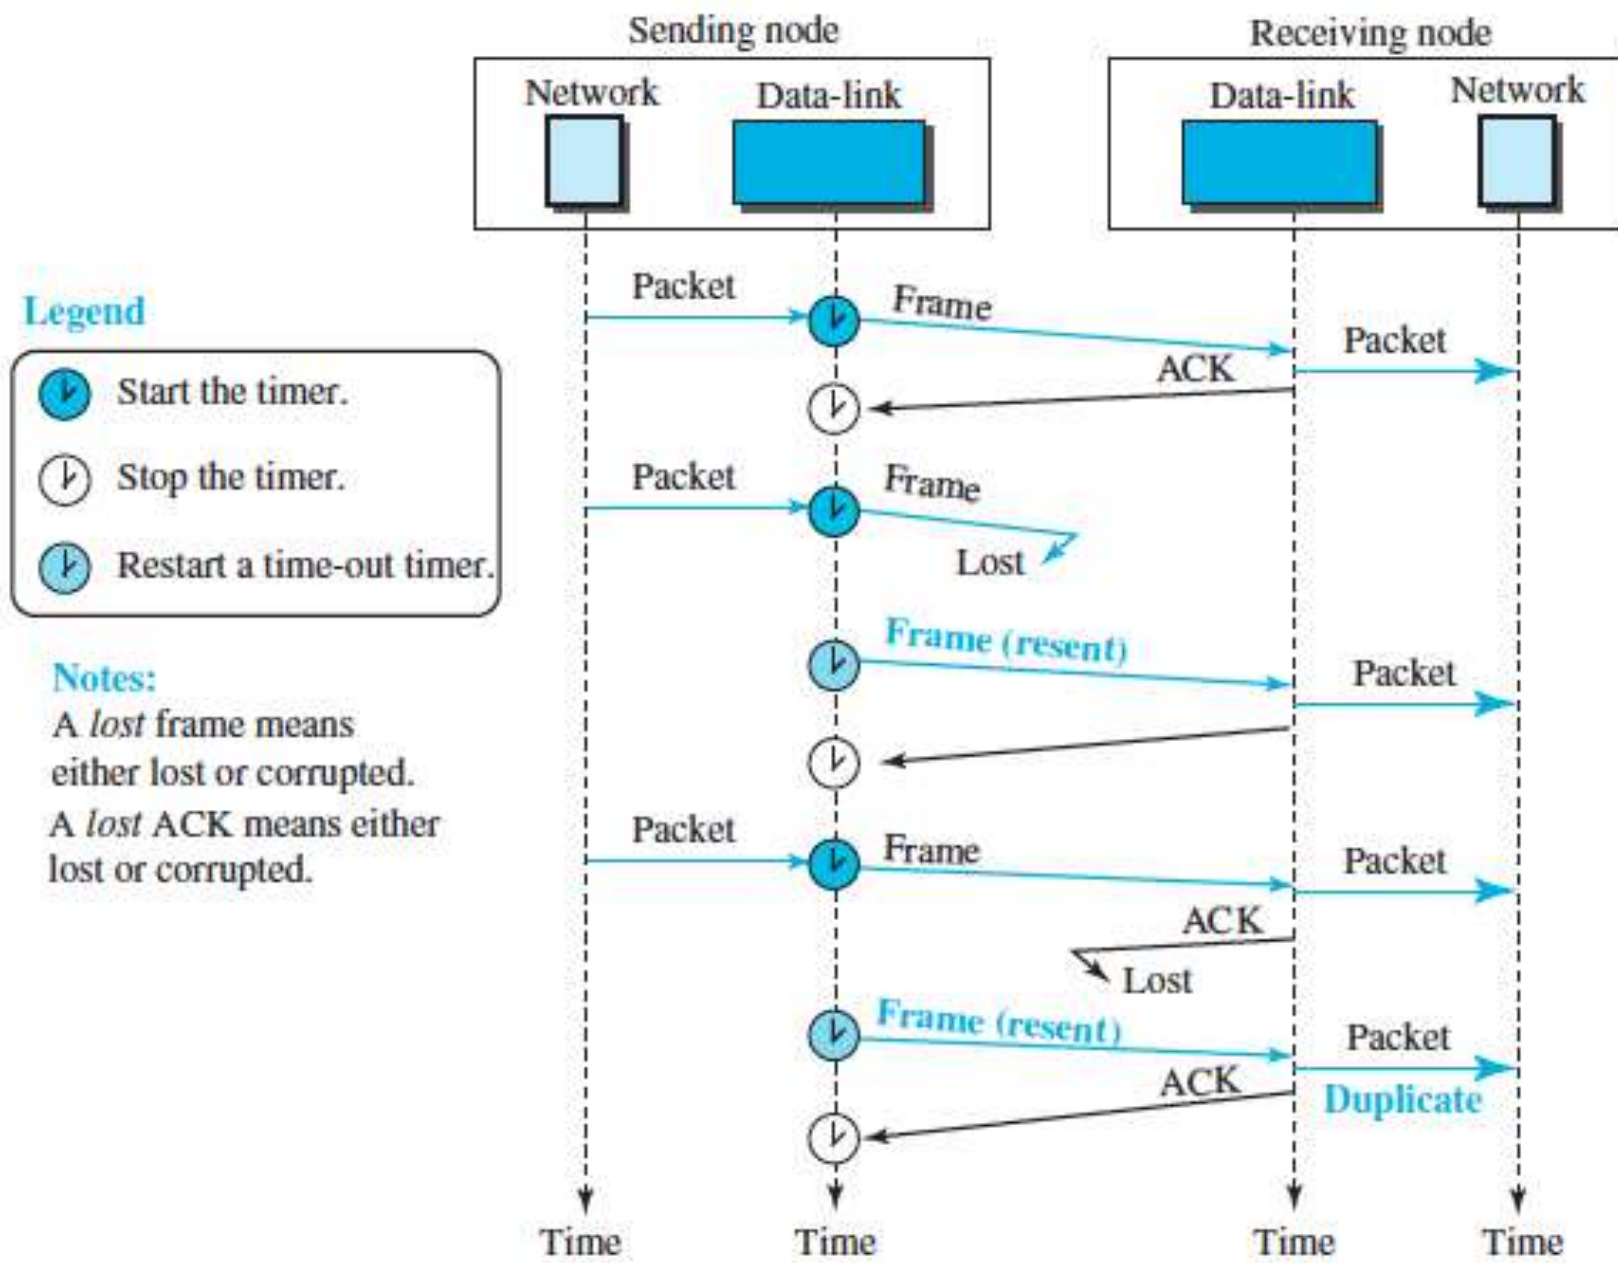 Sending node
Receiving node
Network
Data-link
Data-link
Network
Packet
Frame
Packet
ACK
Legend
Start the timer.
Stop the timer.
Restart a time-out timer.
Packet
Frame
Lost
Frame (resent)
Packet
Notes:
A lost frame means
either lost or corrupted.
A lost ACK means either
lost or corrupted.
Packet
Frame
Packet
ACK
Lost
Frame (resent)
Packet
Duplicate
ACK
Time
Time
Time
Time